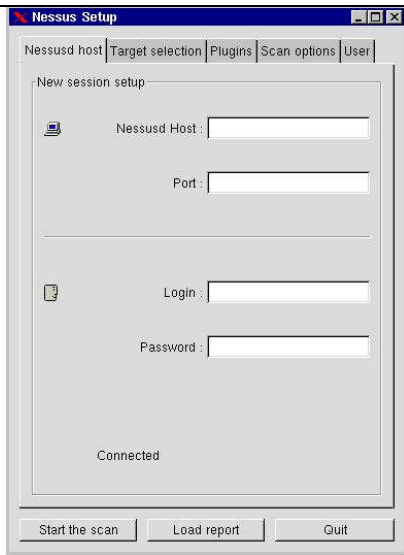 Nessus Setup
Nessusd host Target selection Plugins Scan options User
New session setup
Nessusd Host :
Port :
Login :
Password :
Connected
Start the scan Load report Quit